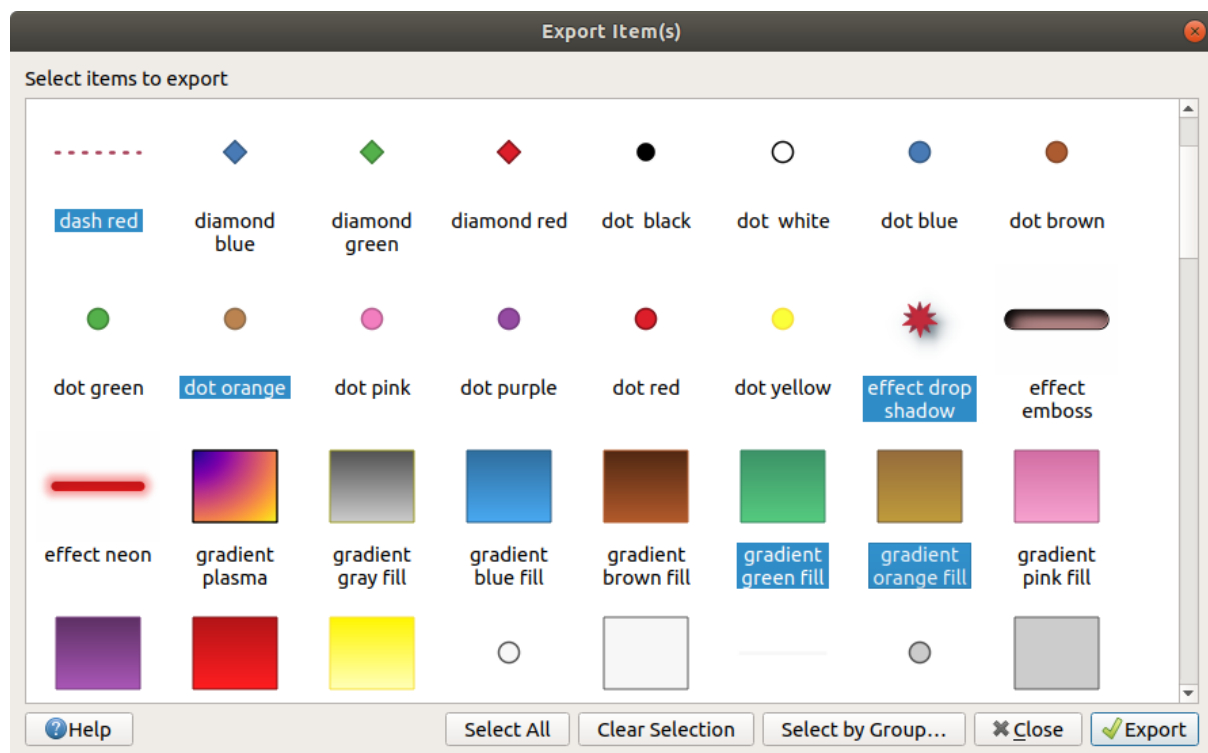 Export Item(s)
Select items to export
dash red
diamond
blue
diamond
green
diamond red
dot  black
dot  white
dot blue
dot brown
dot green
dot orange
dot pink
dot purple
dot red
dot yellow
effect drop
shadow
effect
emboss
effect neon
gradient
plasma
gradient
gray fill
gradient
blue fill
gradient
brown fill
gradient
green fill
gradient
orange fill
gradient
pink fill
Help
Select All
Clear Selection
Select by Group...
Close
Export